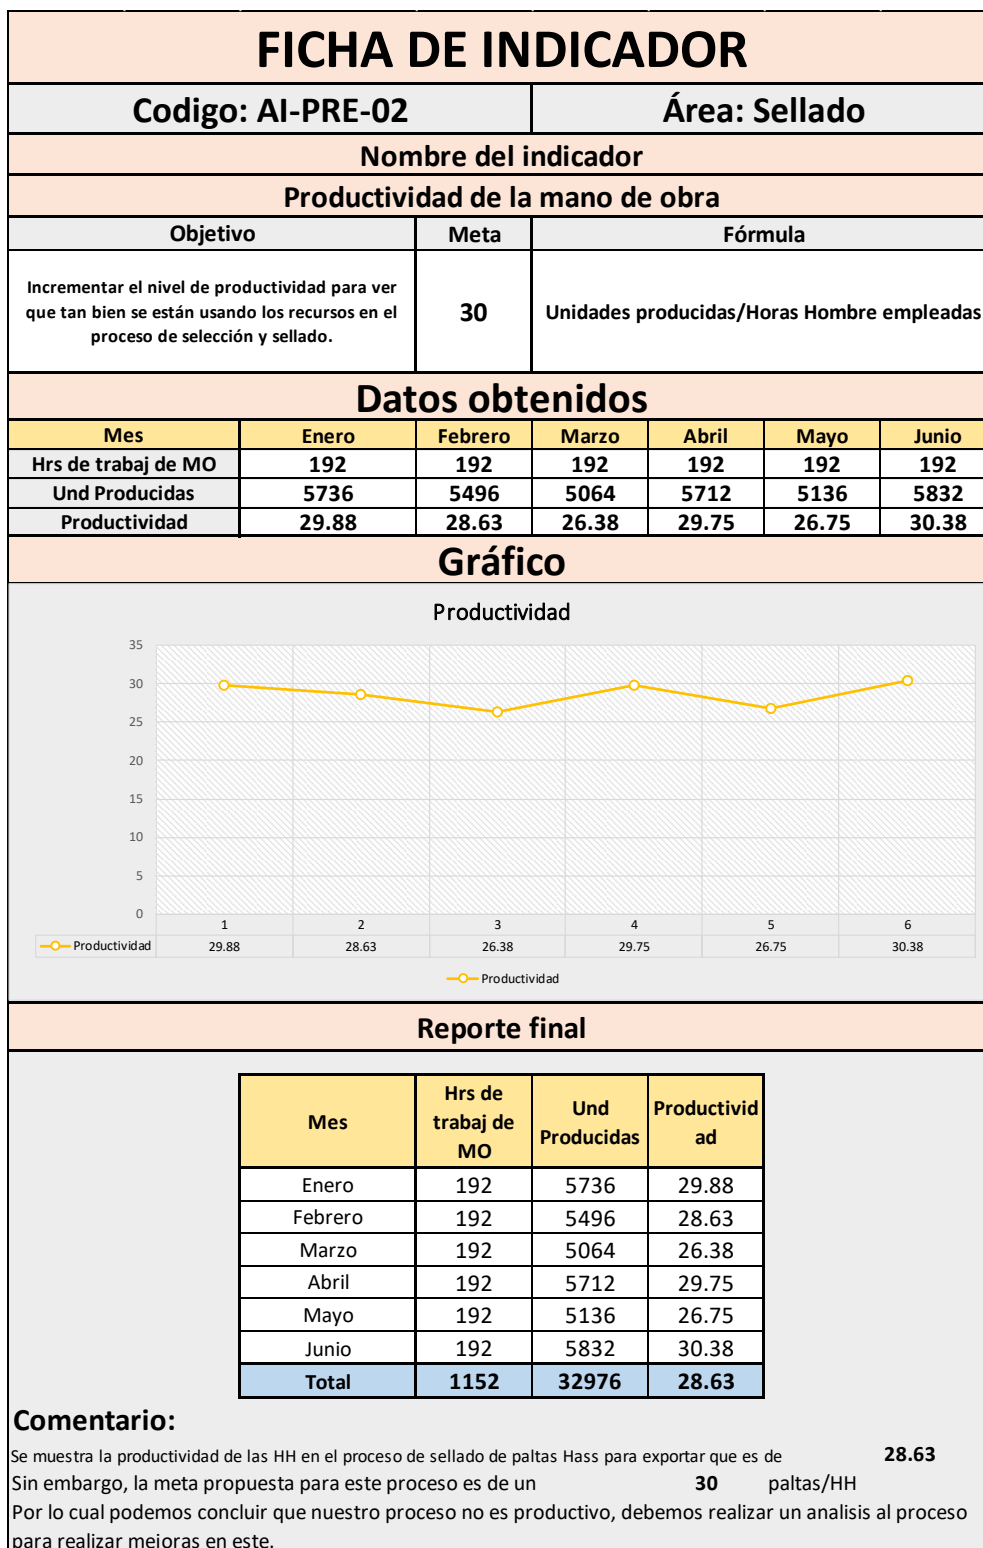 FICHA DE INDICADOR
Codigo: AI-PRE-02 Área: Sellado
Nombre del indicador
Productividad de la mano de obra
Objetivo Meta Fórmula
Incrementar el nivel de productividad para ver
que tan bien se están usando los recursos en el
proceso de selección y sellado.
30
Unidades producidas/Horas Hombre empleadas
Datos obtenidos
Mes Enero Febrero Marzo Abril Mayo Junio
Hrs de trabaj de MO 192 192 192 192 192 192
Und Producidas 5736 5496 5064 5712 5136 5832
Productividad 29.88 28.63 26.38 29.75 26.75 30.38
Gráfico
Productividad
35
30
25
20
15
10
5
0
1 2 3 4 5 6
Productividad 29.88 28.63 26.38 29.75 26.75 30.38
Productividad
Reporte final
Mes
Hrs de
trabaj de
MO
Und
Producidas
Productivid
ad
Enero 192 5736 29.88
Febrero 192 5496 28.63
Marzo 192 5064 26.38
Abril 192 5712 29.75
Mayo 192 5136 26.75
Junio 192 5832 30.38
Total 1152 32976 28.63
Comentario:
Se muestra la productividad de las HH en el proceso de sellado de paltas Hass para exportar que es de 28.63
Sin embargo, la meta propuesta para este proceso es de un 30 paltas/HH
Por lo cual podemos concluir que nuestro proceso no es productivo, debemos realizar un analisis al proceso
para realizar mejoras en este.